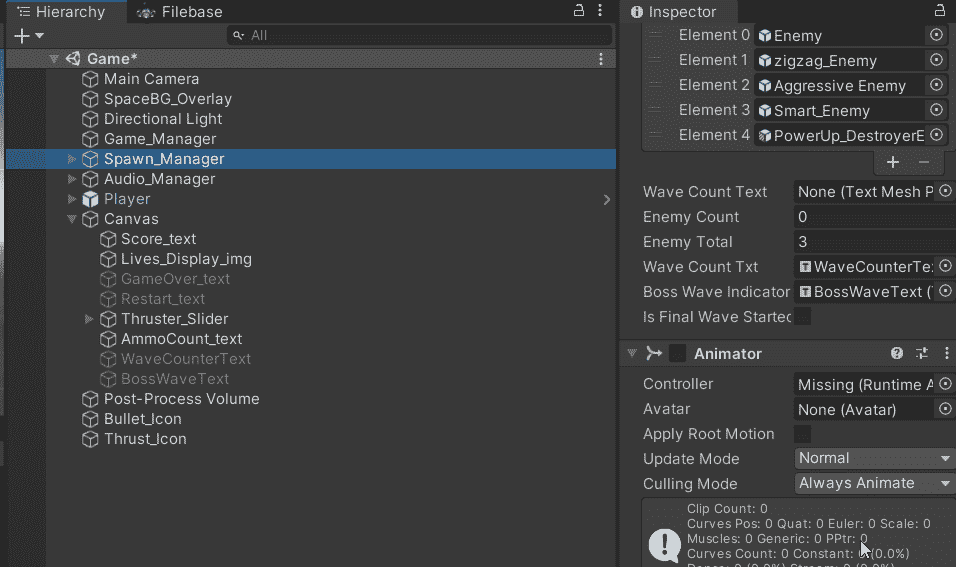 Hierarchy
Filebase
All
Game*
Main Camera
SpaceBG_Overlay
Directional Light
Game_Manager
Spawn_Manager
Audio_Manager
Player
Canvas
Score_text
Lives_Display_img
GameOver_text
Restart_text
Thruster_Slider
AmmoCount_text
WaveCounterText
BossWaveText
Post-Process Volume
Bullet_Icon
Thrust_Icon
Inspector
Element 0 Enemy
Element 1 zigzag_Enemy
Element 2 Aggressive Enemy
Element 3 Smart_Enemy
Element 4 PowerUp_DestroyerE
Wave Count Text None (Text Mesh P
Enemy Count 0
Enemy Total 3
Wave Count Txt WaveCounterTe
Boss Wave Indicator BossWaveText (
Is Final Wave Started
Animator
Controller Missing (Runtime A
Avatar None (Avatar)
Apply Root Motion
Update Mode Normal
Culling Mode Always Animate
Clip Count: 0
Curves Pos: 0 Quat: 0 Euler: 0 Scale: 0
Muscles: 0 Generic: 0 PPtr: 0
Curves Count: 0 Constant: 0 (0.0%)